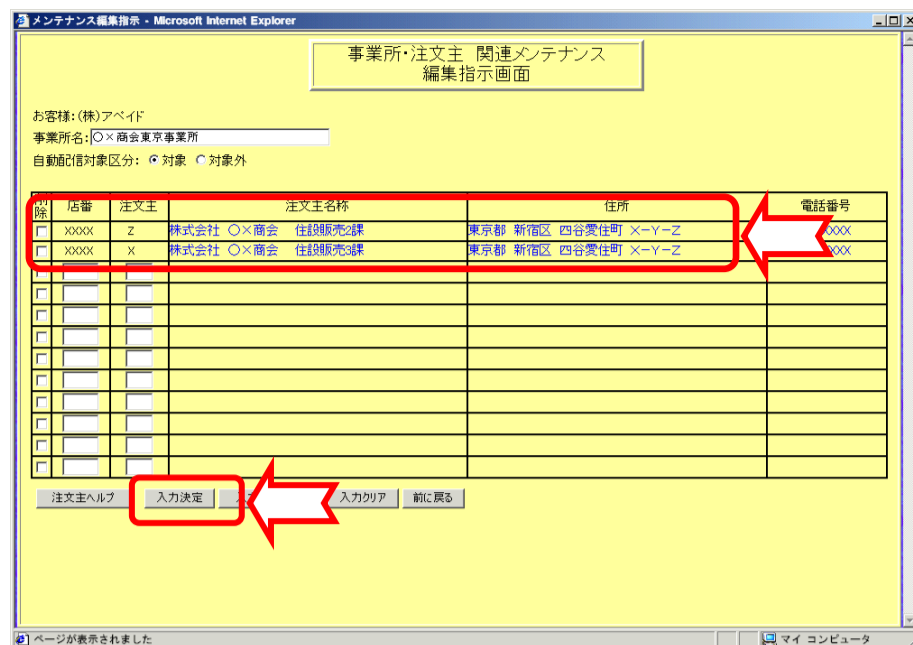 メンテナンス編集指示 - Microsoft Internet Explorer
事業所・注文主 関連メンテナンス
編集指示画面
お客様:(株)アペイド
事業所名: 〇×商会東京事業所
自動配信対象区分: 対象 対象外
削除 店番 注文主 注文主名称 住所 電話番号
XXXX Z 株式会社 〇×商会 住設販売2課 東京都 新宿区 四谷愛住町 X-Y-Z XXX
XXXX X 株式会社 〇×商会 住設販売3課 東京都 新宿区 四谷愛住町 X-Y-Z XXX
注文主ヘルプ 入力決定 入力クリア 前に戻る
ページが表示されました マイ コンピュータ